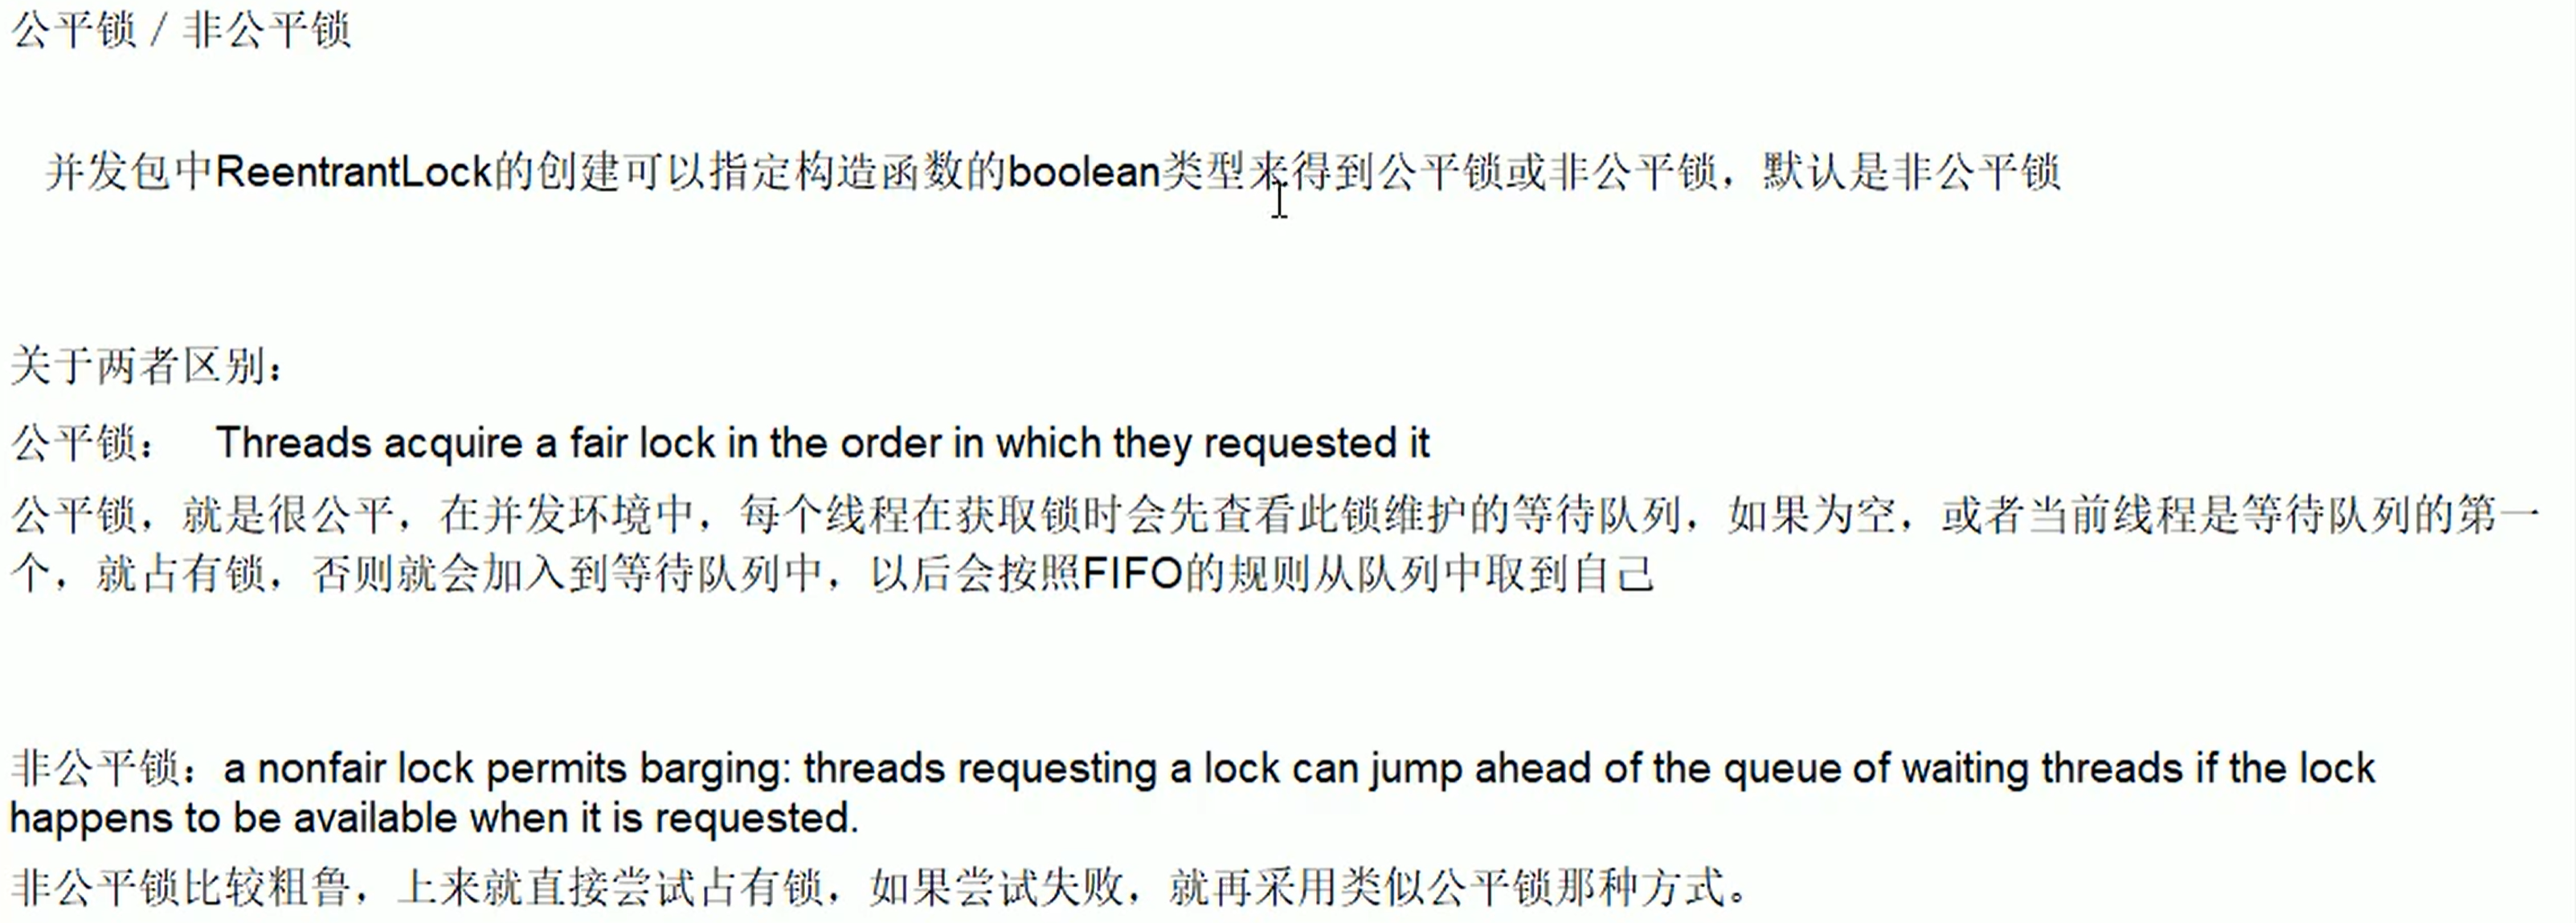 公平锁 / 非公平锁
并发包中ReentrantLock的创建可以指定构造函数的boolean类型来得到公平锁或非公平锁，默认是非公平锁
关于两者区别：
公平锁： Threads acquire a fair lock in the order in which they requested it
公平锁，就是很公平，在并发环境中，每个线程在获取锁时会先查看此锁维护的等待队列，如果为空，或者当前线程是等待队列的第一
个，就占有锁，否则就会加入到等待队列中，以后会按照FIFO的规则从队列中取到自己
非公平锁：a nonfair lock permits barging: threads requesting a lock can jump ahead of the queue of waiting threads if the lock
happens to be available when it is requested.
非公平锁比较粗鲁，上来就直接尝试占有锁，如果尝试失败，就再采用类似公平锁那种方式。